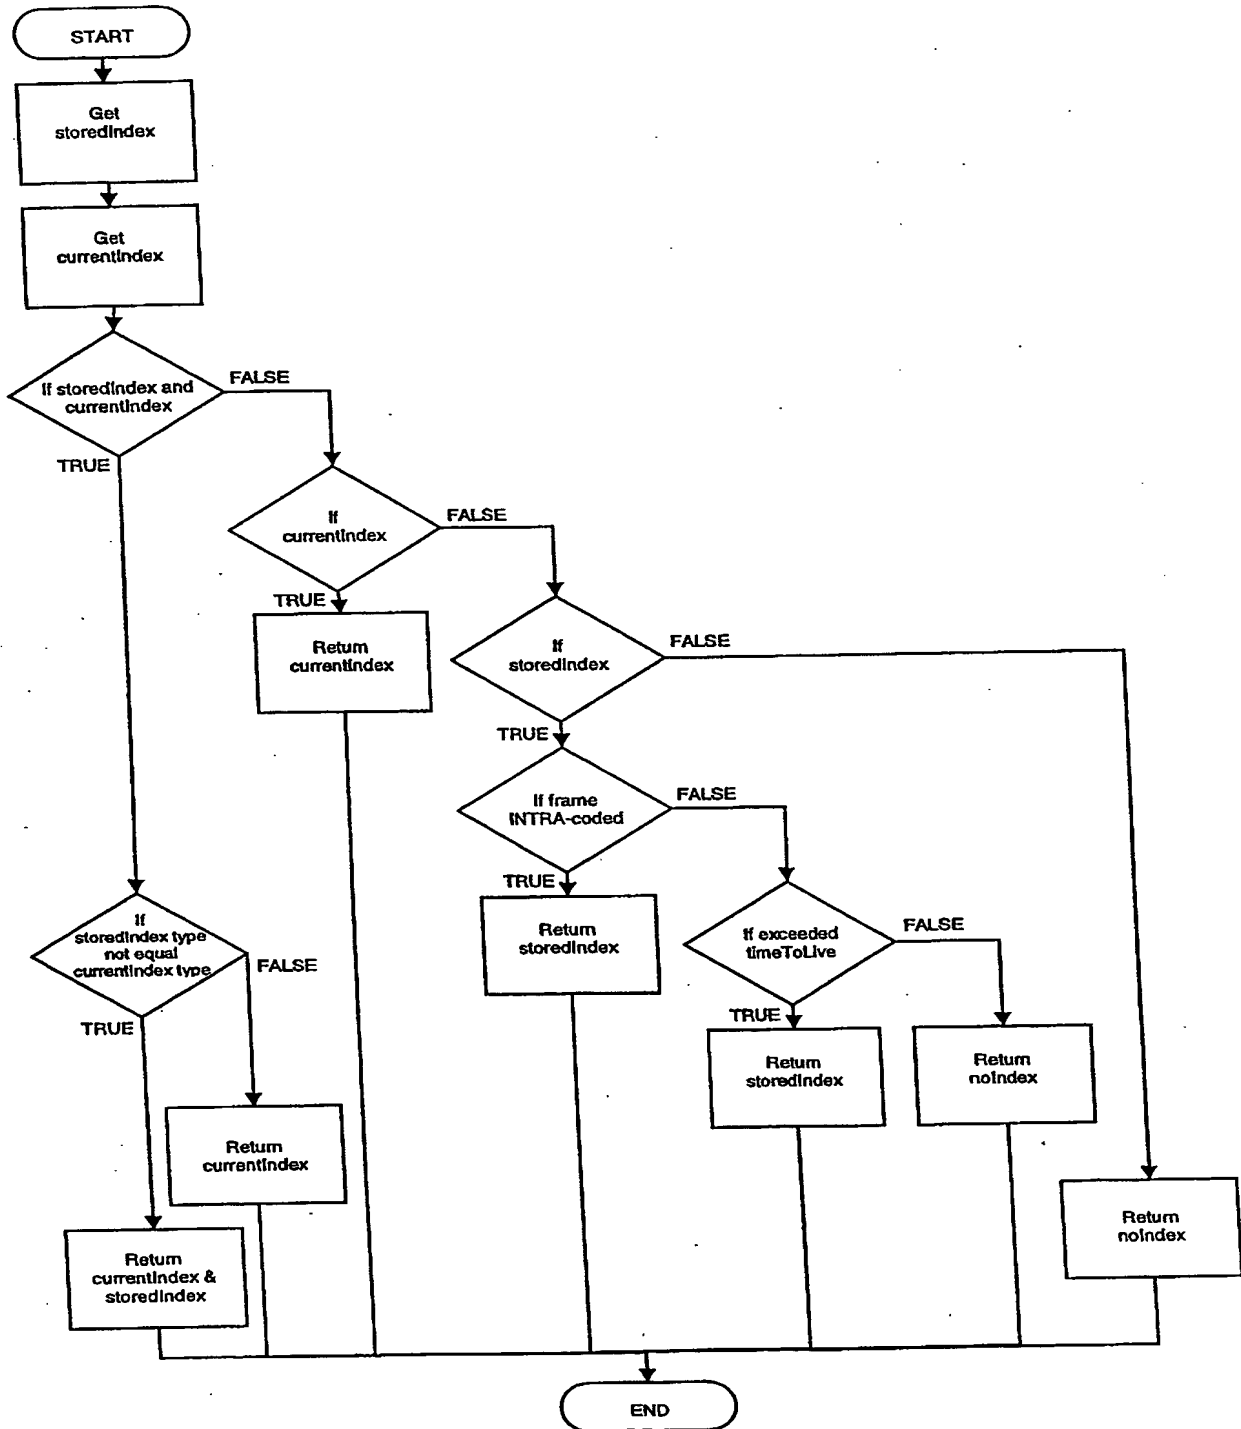 START
Get
storedIndex
Get
currentIndex
If storedIndex and
currentIndex
FALSE
TRUE
If
currentIndex
FALSE
TRUE
Return
currentIndex
If
storedIndex
FALSE
TRUE
If frame
INTRA-coded
FALSE
TRUE
Return
storedIndex
If exceeded
timeToLive
FALSE
TRUE
Return
storedIndex
Return
noIndex
If
storedIndex type
not equal
currentIndex type
FALSE
TRUE
Return
currentIndex
Return
currentIndex &
storedIndex
Return
noIndex
END